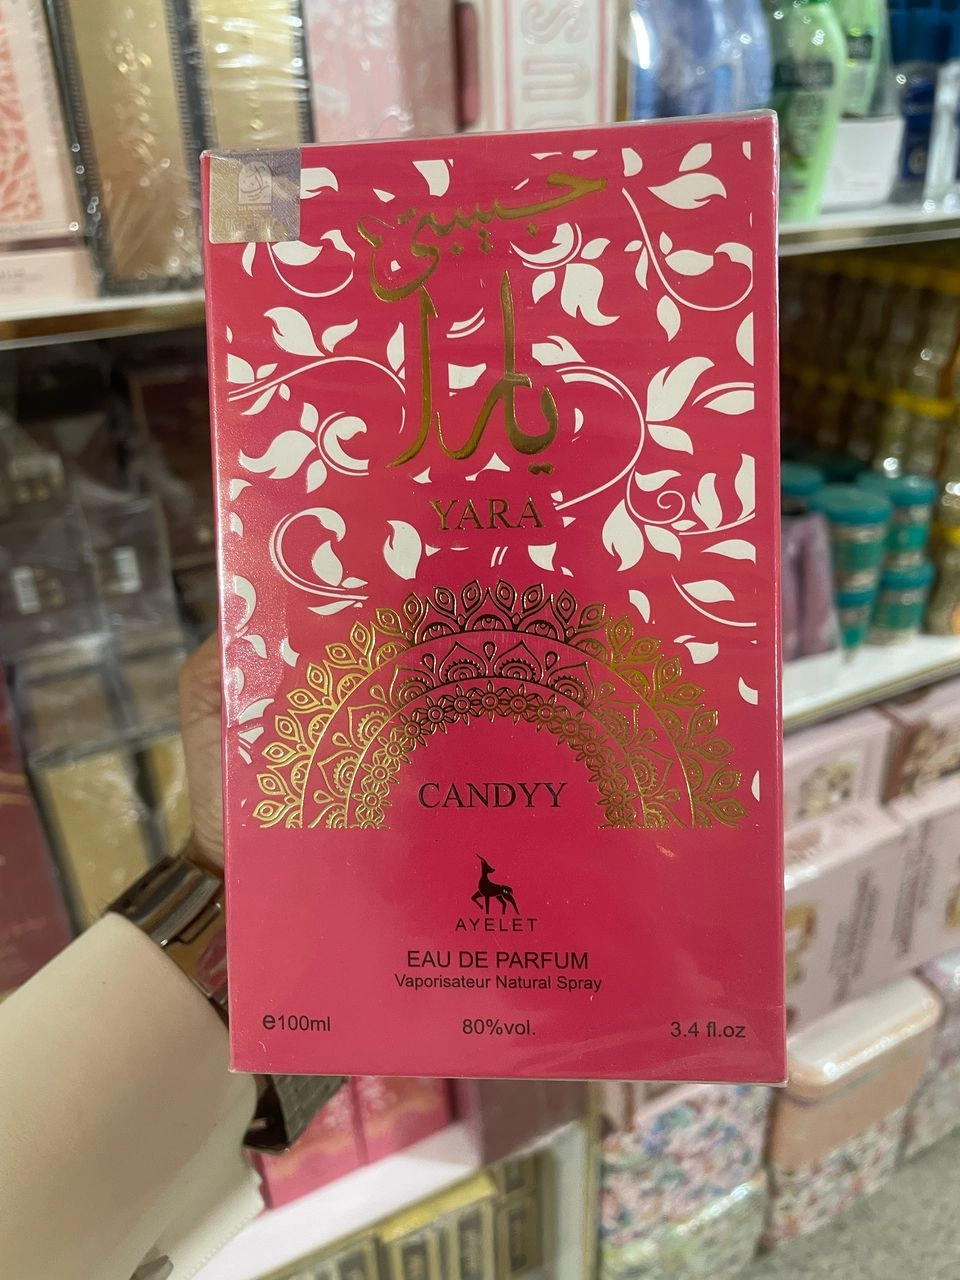 حبيبتي
يارا
YARA
CANDYY
AYELET
EAU DE PARFUM
Vaporisateur Natural Spray
e100ml 80%vol. 3.4 fl.oz